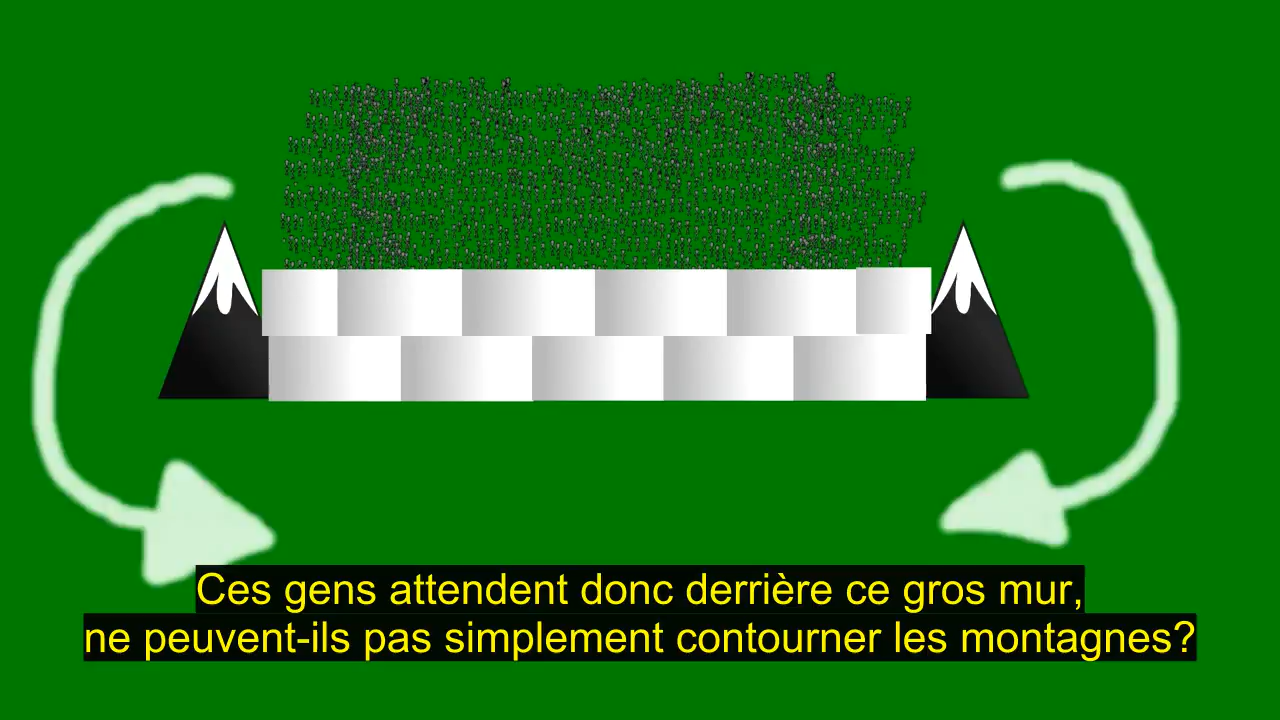 Ces gens attendent donc derrière ce gros mur,
ne peuvent-ils pas simplement contourner les montagnes?